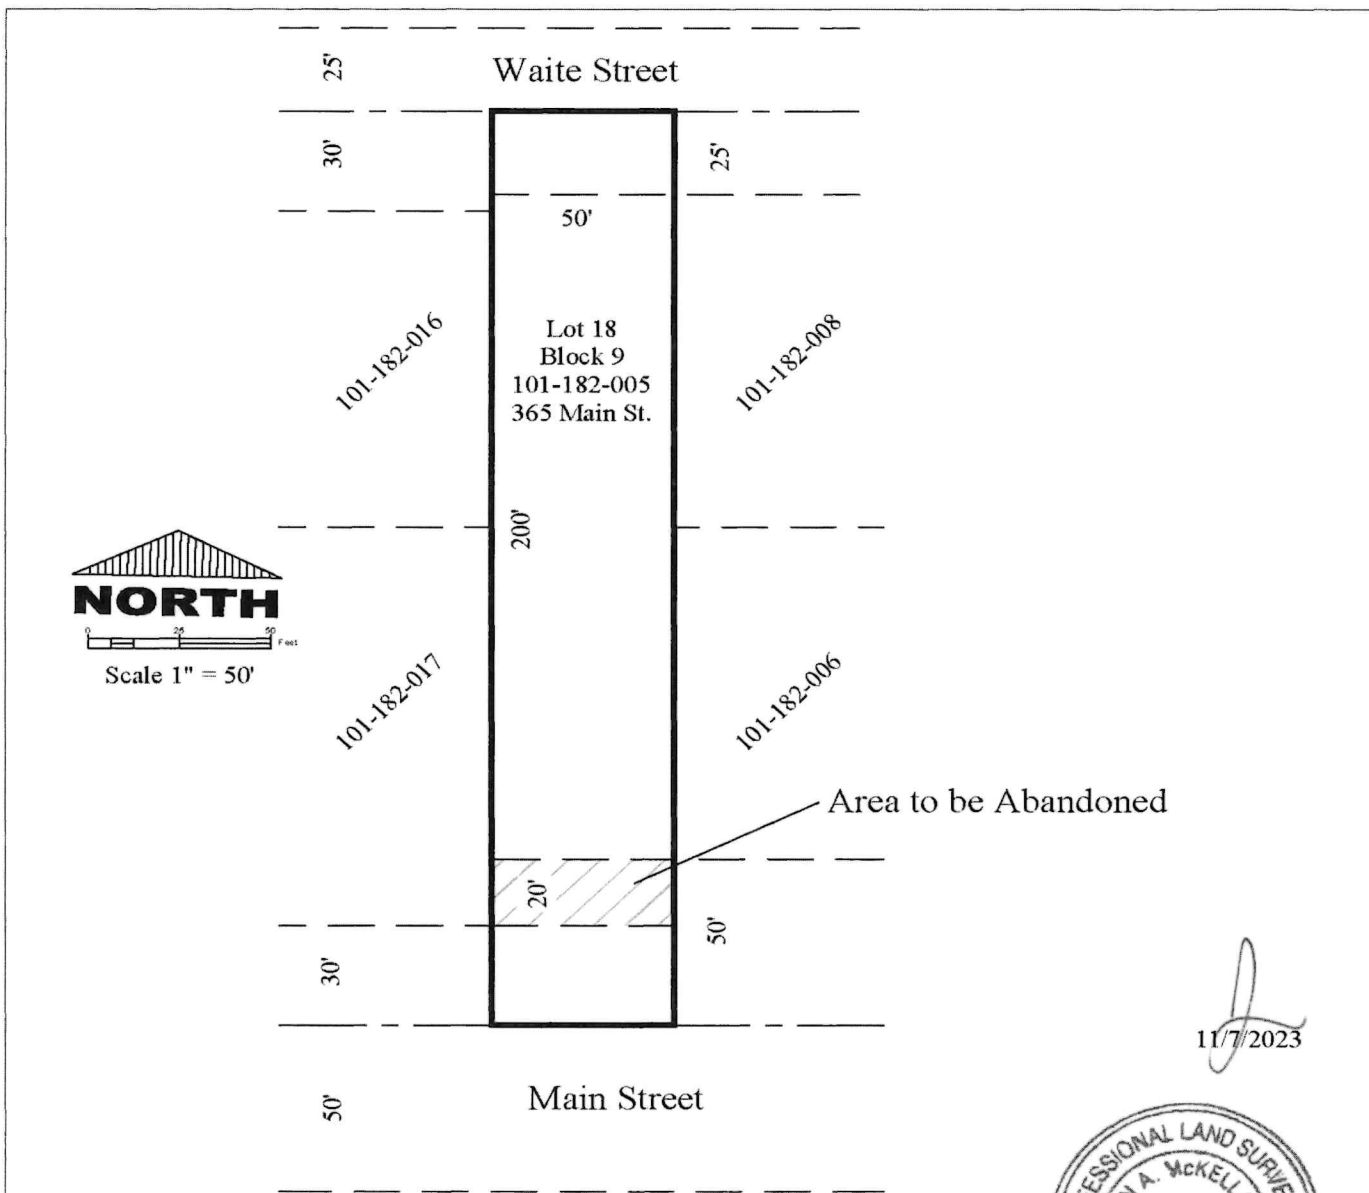 25'
Waite Street
30'
25'
50'
101-182-016
Lot 18
Block 9
101-182-005
365 Main St.
101-182-008
200'
NORTH
0 25 50 Feet
Scale 1" = 50'
101-182-017
101-182-006
Area to be Abandoned
20'
50'
30'
11/7/2023
50'
Main Street
LAND
A. McKEL